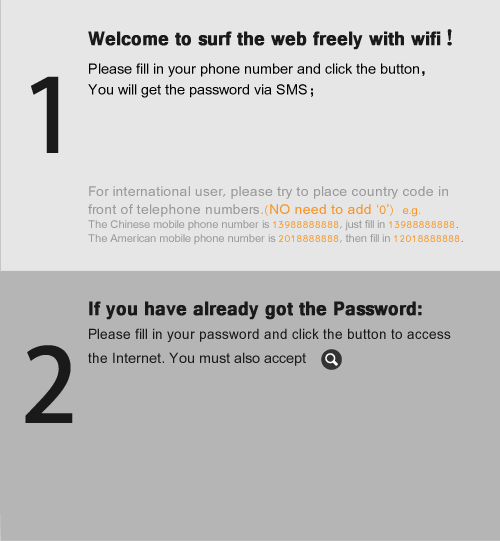 1
Welcome to surf the web freely with wifi！
Please fill in your phone number and click the button，
You will get the password via SMS；
For international user, please try to place country code in
front of telephone numbers.(NO need to add '0') e.g.
The Chinese mobile phone number is 13988888888, just fill in 13988888888.
The American mobile phone number is 2018888888, then fill in 12018888888.
2
If you have already got the Password:
Please fill in your password and click the button to access
the Internet. You must also accept